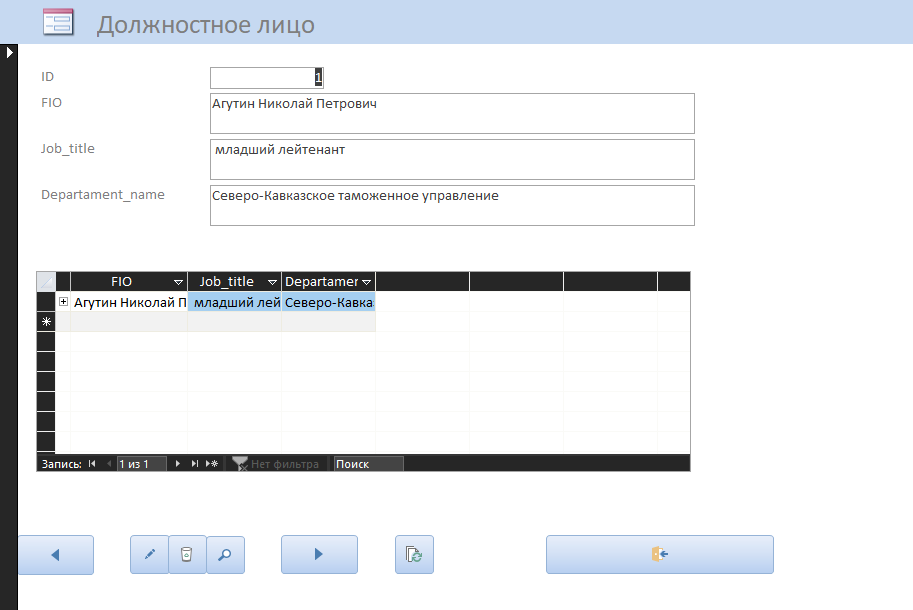 Должностное лицо
ID
1
FIO
Агутин Николай Петрович
Job_title
младший лейтенант
Departament_name
Северо-Кавказское таможенное управление
FIO Job_title Departamer
Агутин Николай П младший лей Северо-Кавка
Запись: 1 из 1 Нет фильтра Поиск